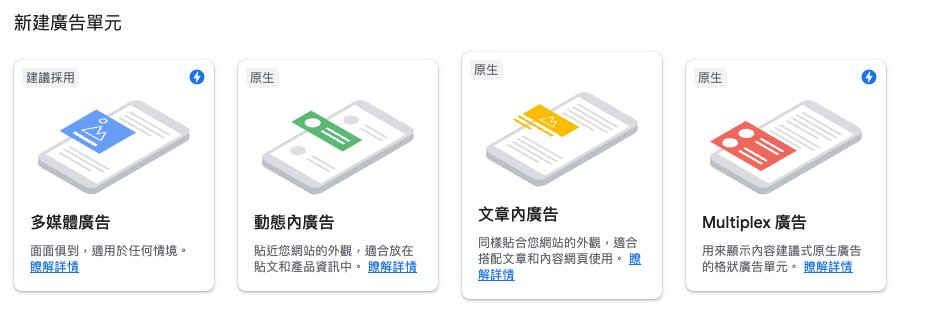 新建廣告單元
建議採用
多媒體廣告
面面俱到，適用於任何情境。
瞭解詳情
原生
動態內廣告
貼近您網站的外觀，適合放在
貼文和產品資訊中。 瞭解詳情
原生
文章內廣告
同樣貼合您網站的外觀，適合
搭配文章和內容網頁使用。 瞭
解詳情
原生
Multiplex 廣告
用來顯示內容建議式原生廣告
的格狀廣告單元。 瞭解詳情